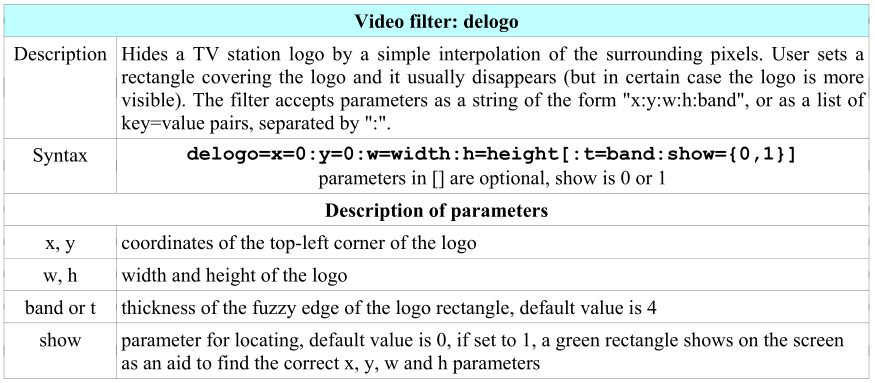 Video filter: delogo
Description Hides a TV station logo by a simple interpolation of the surrounding pixels. User sets a
rectangle covering the logo and it usually disappears (but in certain case the logo is more
visible). The filter accepts parameters as a string of the form "x:y:w:h:band", or as a list of
key=value pairs, separated by ":".
Syntax delogo=x=0:y=0:w=width:h=height[:t=band:show={0,1}]
parameters in [] are optional, show is 0 or 1
Description of parameters
x, y coordinates of the top-left corner of the logo
w, h width and height of the logo
band or t thickness of the fuzzy edge of the logo rectangle, default value is 4
show parameter for locating, default value is 0, if set to 1, a green rectangle shows on the screen
as an aid to find the correct x, y, w and h parameters